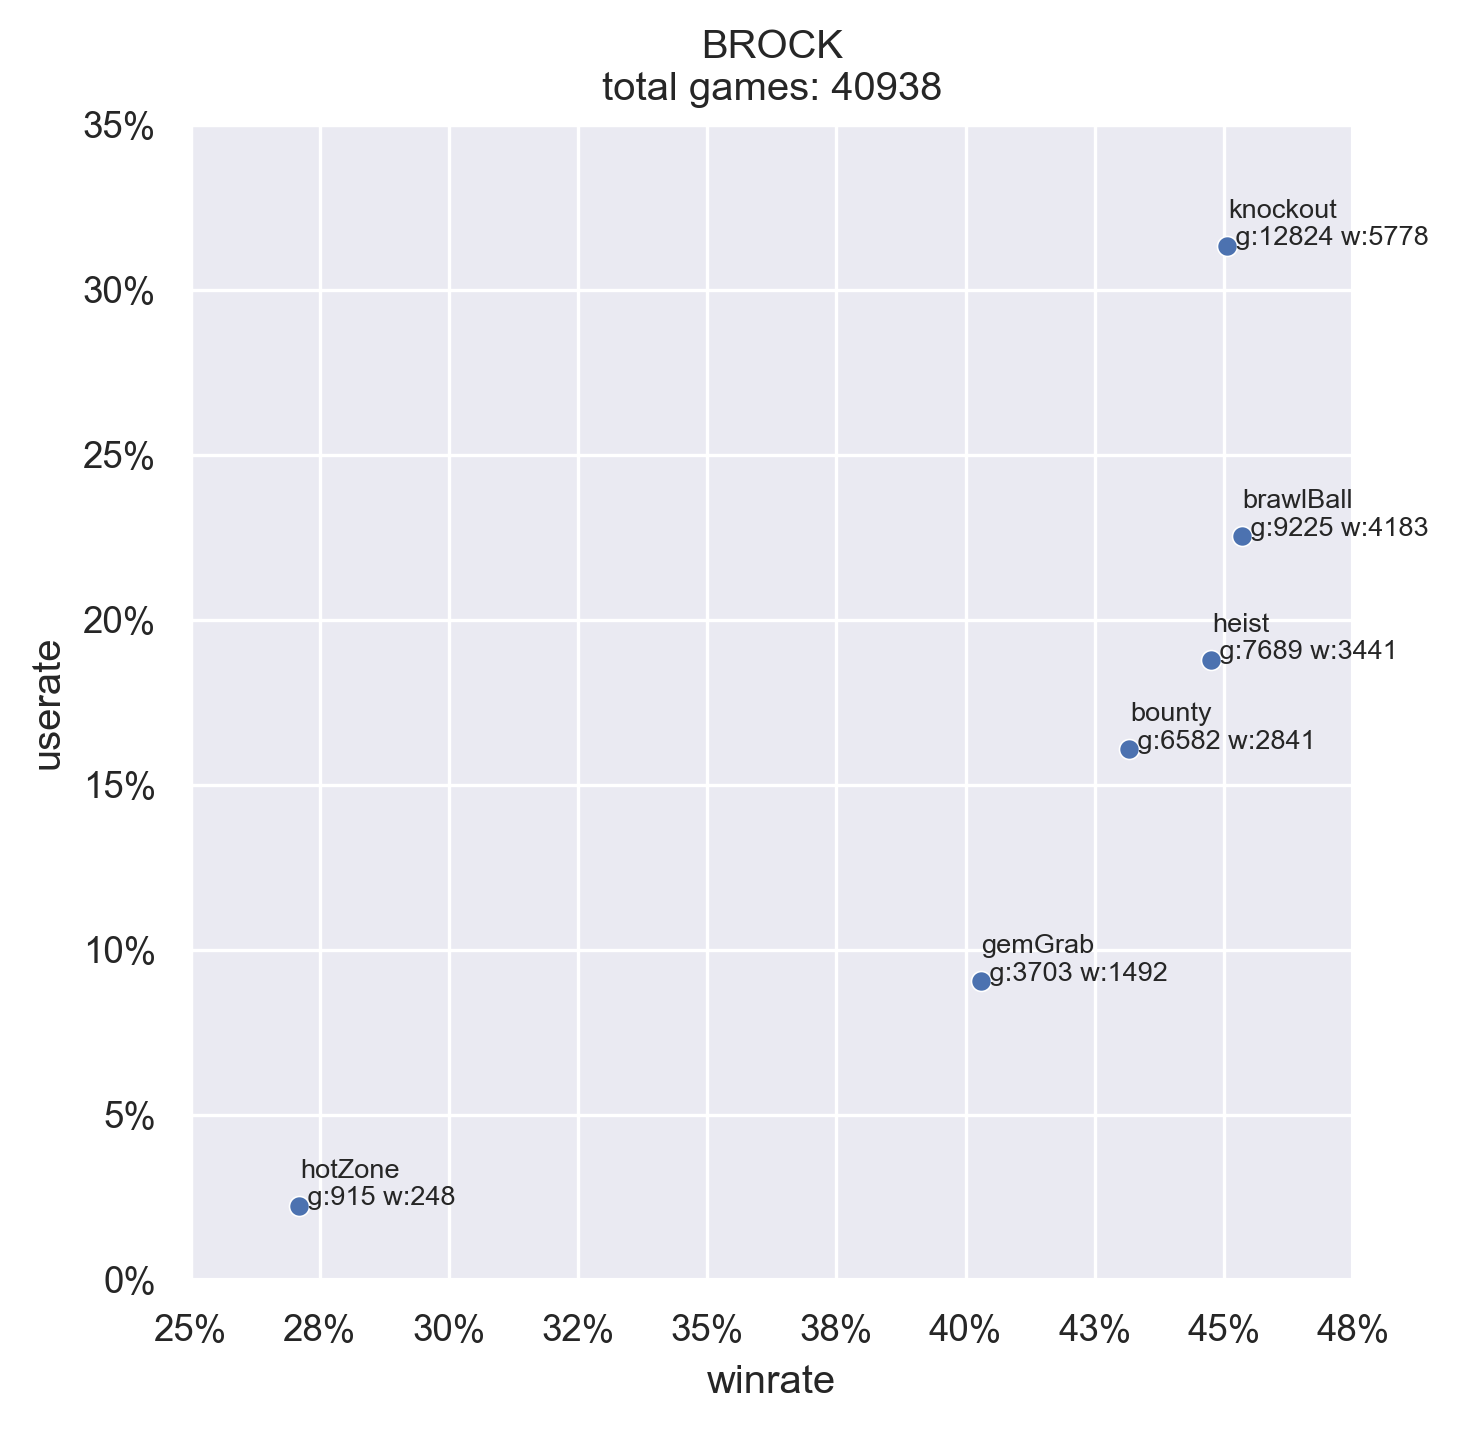 BROCK
total games: 40938
35%
30%
25%
20%
15%
10%
5%
0%
userate
knockout
g:12824 w:5778
brawlBall
g:9225 w:4183
heist
g:7689 w:3441
bounty
g:6582 w:2841
gemGrab
g:3703 w:1492
hotZone
g:915 w:248
25% 28% 30% 32% 35% 38% 40% 43% 45% 48%
winrate